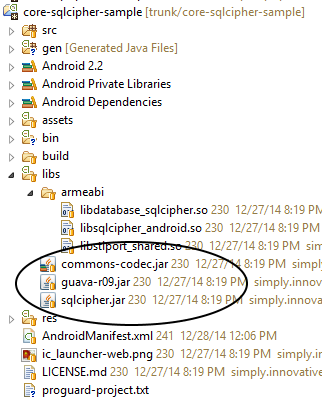 core-sqlcipher-sample [trunk/core-sqlcipher-sample]
src
gen [Generated Java Files]
Android 2.2
Android Private Libraries
Android Dependencies
assets
bin
build
libs
armeabi
libdatabase_sqlcipher.so 230 12/27/14 8:19 PM
libsqlcipher_android.so 230 12/27/14 8:19 PM
libstlport_shared.so 230 12/27/14 8:19 PM simp
commons-codec.jar 230 12/27/14 8:19 PM simply.
guava-r09.jar 230 12/27/14 8:19 PM simply.innov
sqlcipher.jar 230 12/27/14 8:19 PM simply.innova
res
AndroidManifest.xml 241 12/28/14 12:06 PM
ic_launcher-web.png 230 12/27/14 8:19 PM simply.in
LICENSE.md 230 12/27/14 8:19 PM simply.innovative
proguard-project.txt